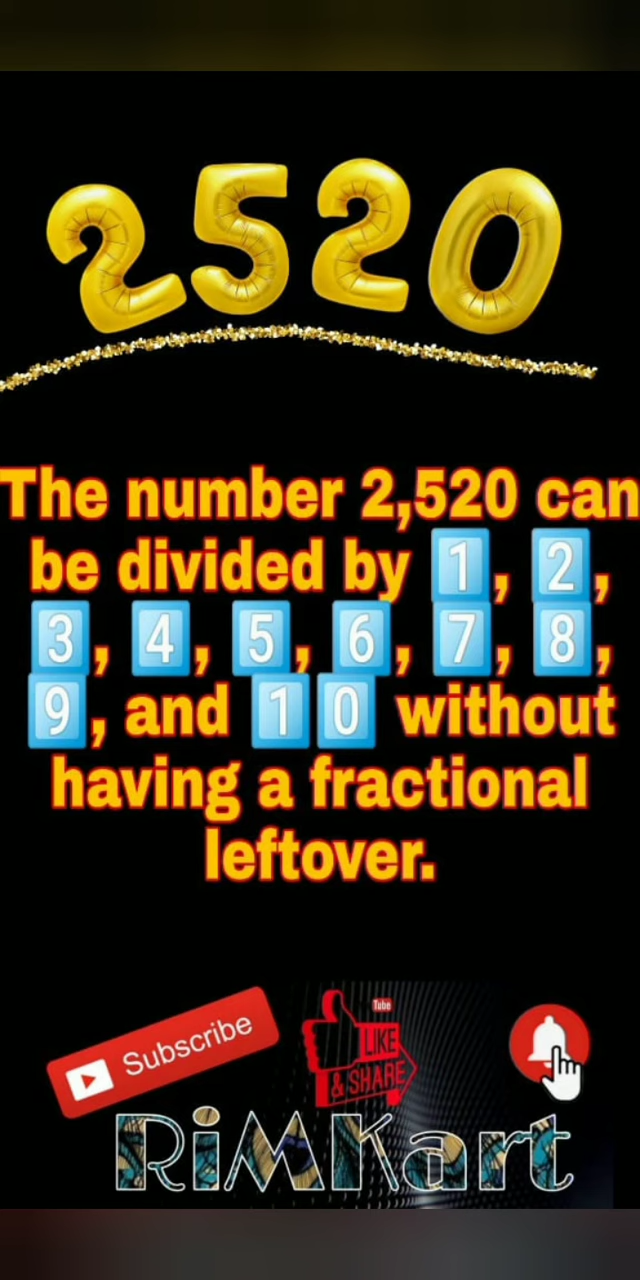 2520
The number 2,520 can
be divided by 1, 2,
3, 4, 5, 6, 7, 8,
9, and 10 without
having a fractional
leftover.
Subscribe
Tube
LIKE
& SHARE
RiMKart